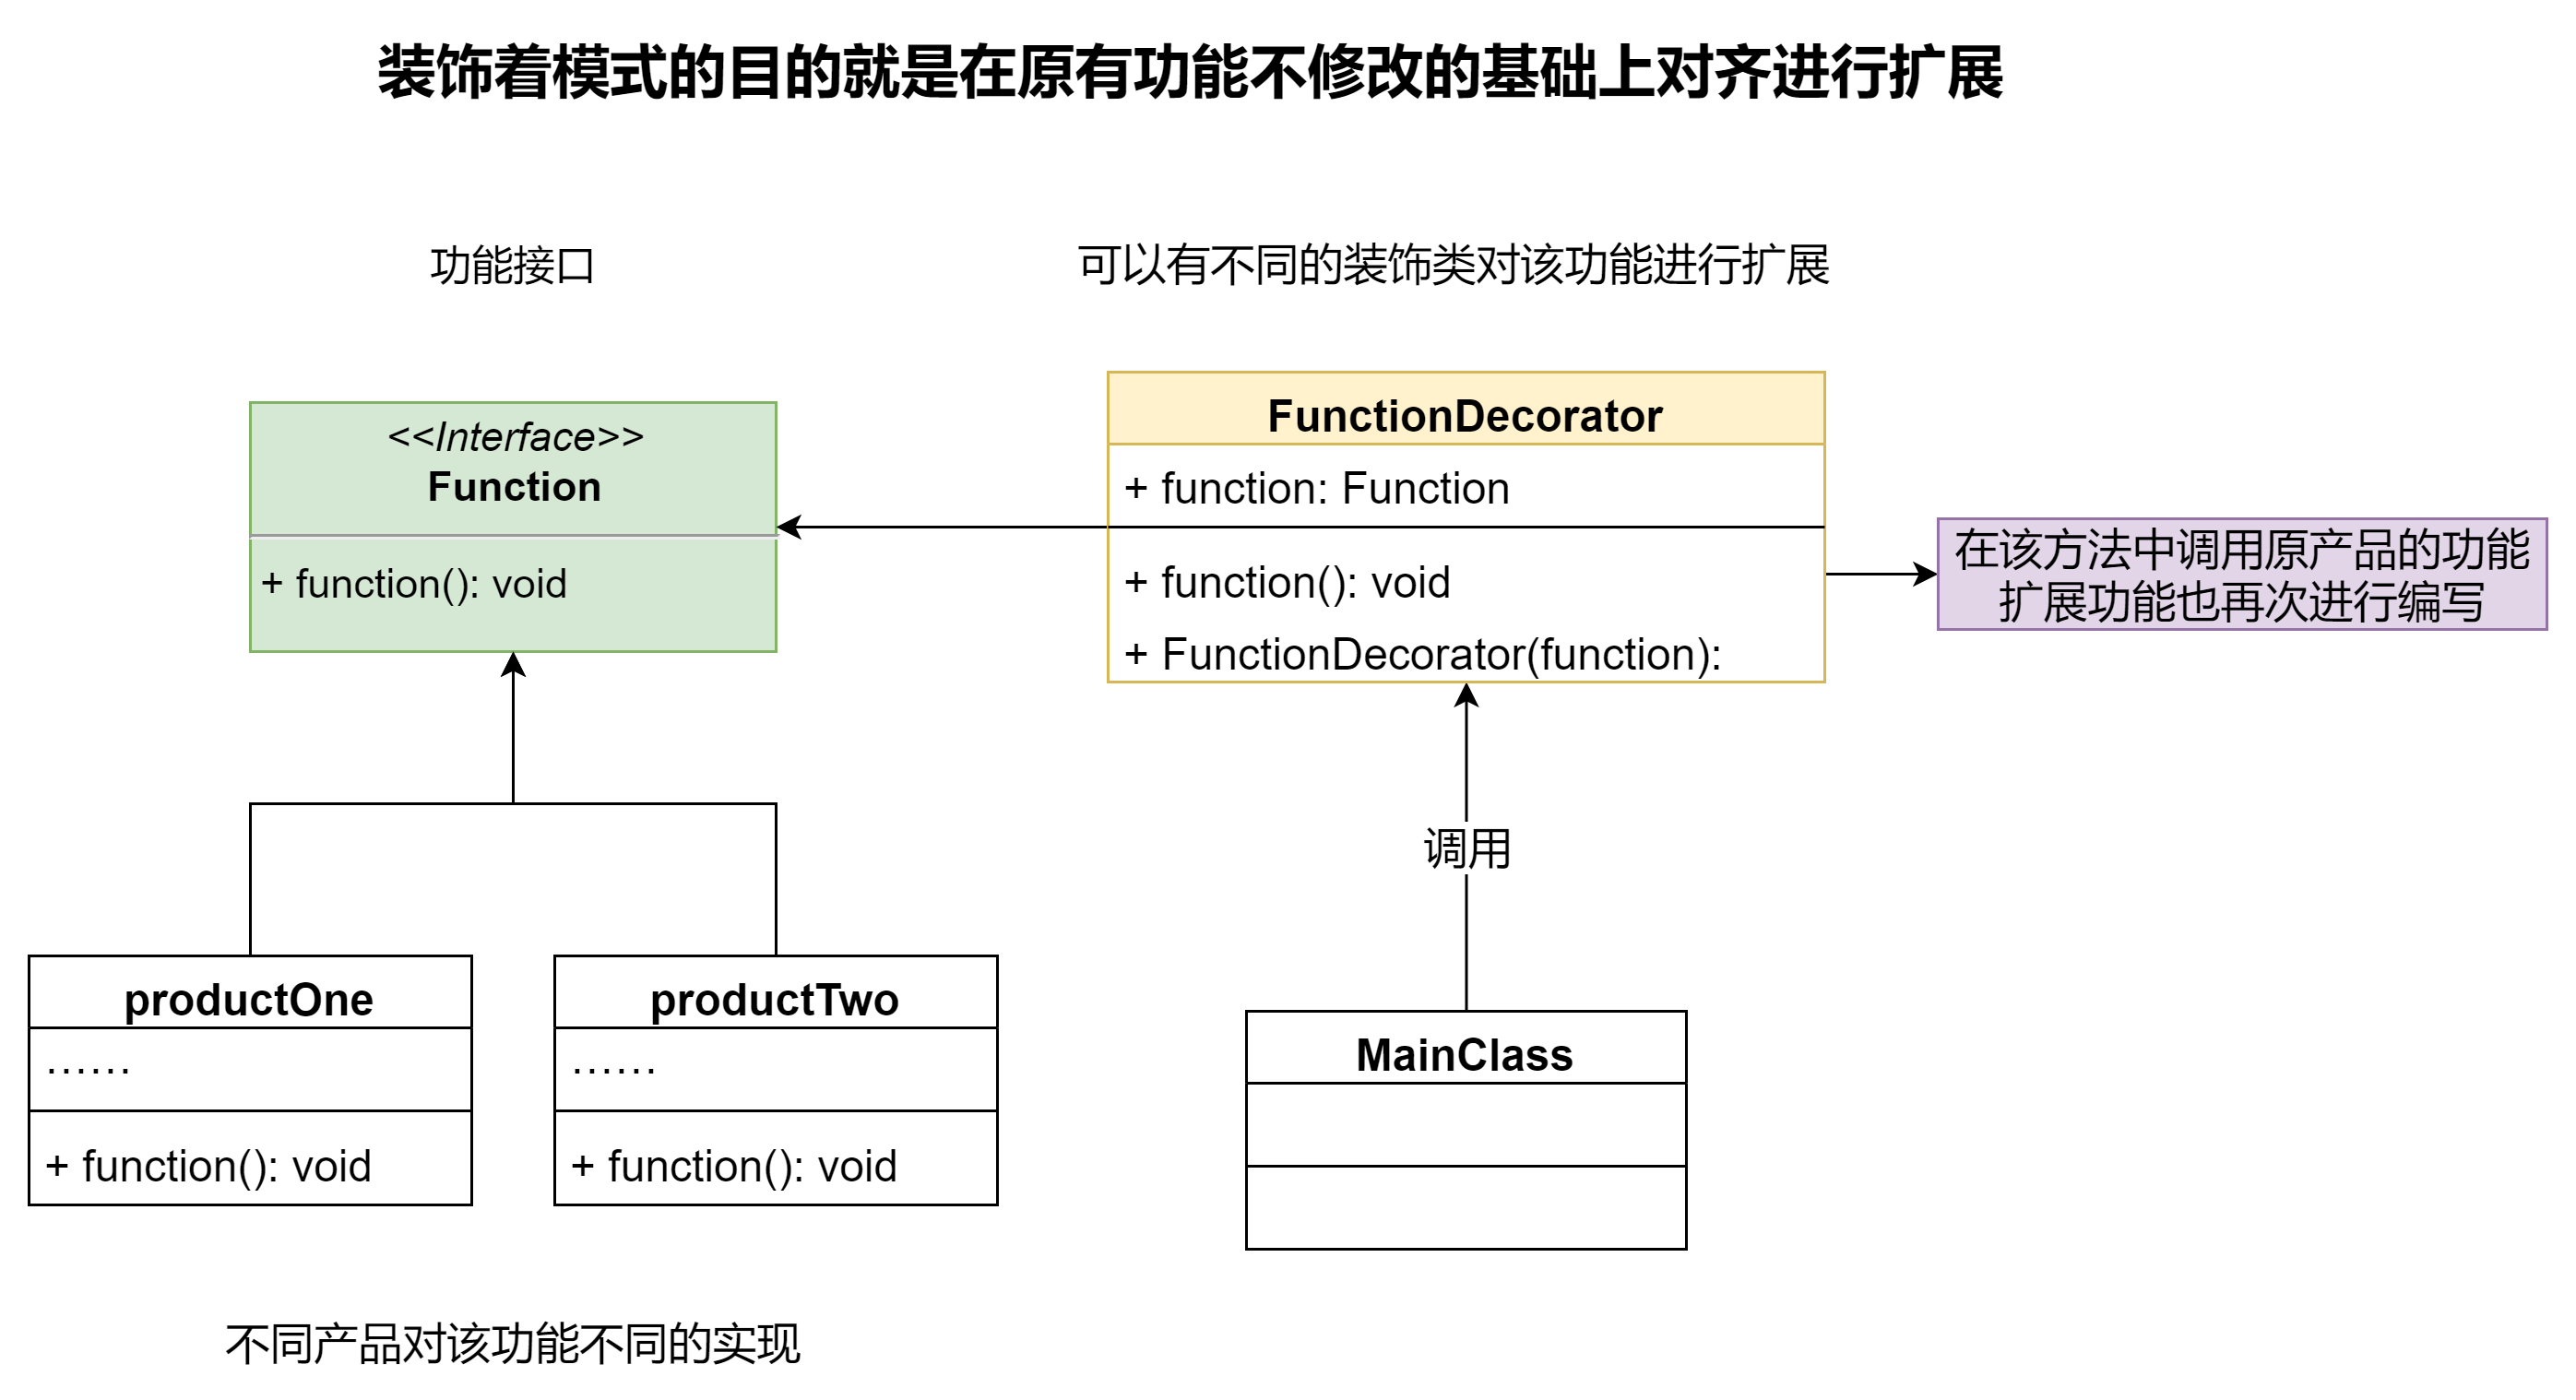 装饰着模式的目的就是在原有功能不修改的基础上对齐进行扩展
功能接口
可以有不同的装饰类对该功能进行扩展
<<Interface>>
Function
+ function(): void
FunctionDecorator
+ function: Function
+ function(): void
+ FunctionDecorator(function):
在该方法中调用原产品的功能
扩展功能也再次进行编写
调用
productOne
......
+ function(): void
productTwo
......
+ function(): void
MainClass
不同产品对该功能不同的实现